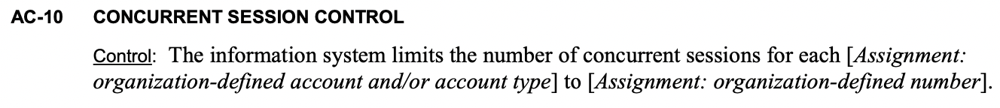 AC-10 CONCURRENT SESSION CONTROL
Control: The information system limits the number of concurrent sessions for each [Assignment:
organization-defined account and/or account type] to [Assignment: organization-defined number].